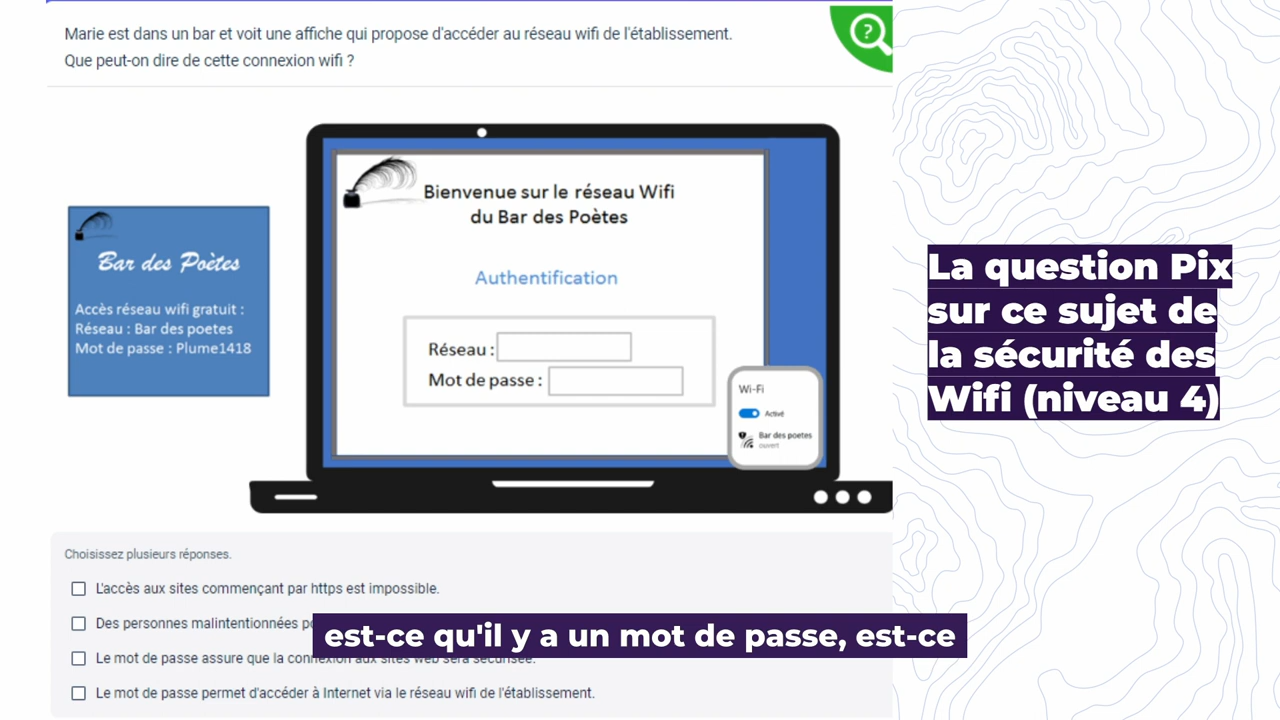 Marie est dans un bar et voit une affiche qui propose d'accéder au réseau wifi de l'établissement.
Que peut-on dire de cette connexion wifi ?
?
Bar des Poètes
Accès réseau wifi gratuit :
Réseau : Bar des poetes
Mot de passe : Plume1418
Bienvenue sur le réseau Wifi
du Bar des Poètes
Authentification
Réseau :
Mot de passe :
Wi-Fi
Activé
Bar des poetes
ouvert
La question Pix
sur ce sujet de
la sécurité des
Wifi (niveau 4)
Choisissez plusieurs réponses.
L'accès aux sites commençant par https est impossible.
Des personnes malintentionnées
Le mot de passe assure que la connexion aux sites web sera sécurisée.
Le mot de passe permet d'accéder à Internet via le réseau wifi de l'établissement.
est-ce qu'il y a un mot de passe, est-ce